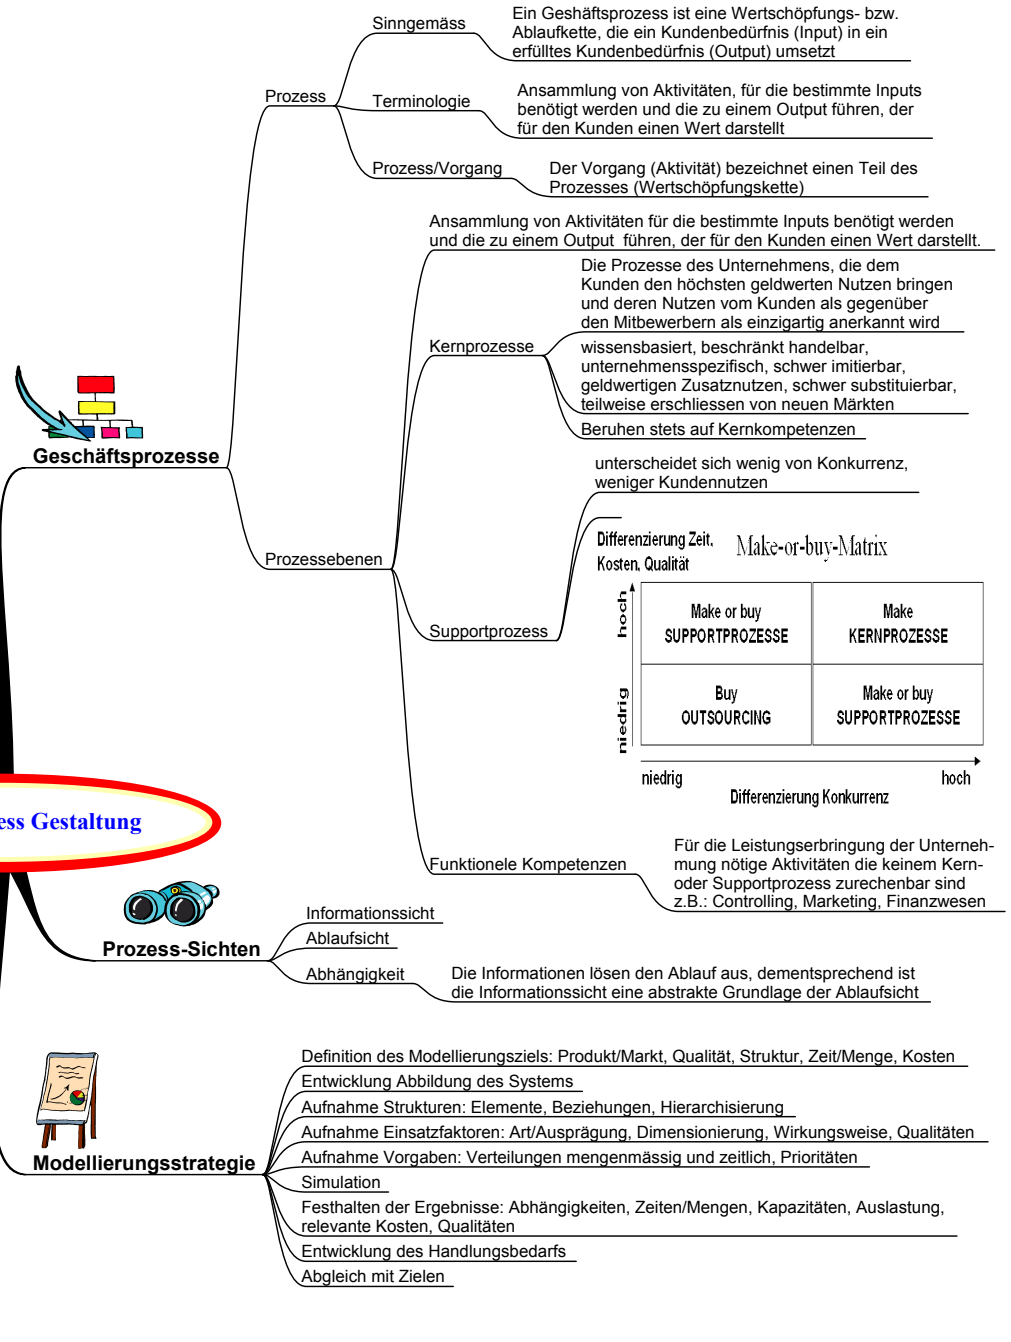 Sinngemäss
Ein Geshäftsprozess ist eine Wertschöpfungs- bzw.
Ablaufkette, die ein Kundenbedürfnis (Input) in ein
erfülltes Kundenbedürfnis (Output) umsetzt
Prozess
Terminologie
Ansammlung von Aktivitäten, für die bestimmte Inputs
benötigt werden und die zu einem Output führen, der
für den Kunden einen Wert darstellt
Prozess/Vorgang
Der Vorgang (Aktivität) bezeichnet einen Teil des
Prozesses (Wertschöpfungskette)
Ansammlung von Aktivitäten für die bestimmte Inputs benötigt werden
und die zu einem Output führen, der für den Kunden einen Wert darstellt.
Die Prozesse des Unternehmens, die dem
Kunden den höchsten geldwerten Nutzen bringen
und deren Nutzen vom Kunden als gegenüber
den Mitbewerbern als einzigartig anerkannt wird
Kernprozesse
wissensbasiert, beschränkt handelbar,
unternehmensspezifisch, schwer imitierbar,
geldwertigen Zusatznutzen, schwer substituierbar,
teilweise erschliessen von neuen Märkten
Beruhen stets auf Kernkompetenzen
Geschäftsprozesse
unterscheidet sich wenig von Konkurrenz,
weniger Kundennutzen
Prozessebenen
Differenzierung Zeit,
Kosten, Qualität
Make-or-buy-Matrix
hoch
Make or buy
SUPPORTPROZESSE
Make
KERNPROZESSE
Supportprozess
niedrig
Buy
OUTSOURCING
Make or buy
SUPPORTPROZESSE
niedrig
hoch
Differenzierung Konkurrenz
ess Gestaltung
Funktionele Kompetenzen
Für die Leistungserbringung der Unterneh-
mung nötige Aktivitäten die keinem Kern-
oder Supportprozess zurechenbar sind
z.B.: Controlling, Marketing, Finanzwesen
Informationssicht
Ablaufsicht
Prozess-Sichten
Abhängigkeit
Die Informationen lösen den Ablauf aus, dementsprechend ist
die Informationssicht eine abstrakte Grundlage der Ablaufsicht
Definition des Modellierungsziels: Produkt/Markt, Qualität, Struktur, Zeit/Menge, Kosten
Entwicklung Abbildung des Systems
Aufnahme Strukturen: Elemente, Beziehungen, Hierarchisierung
Aufnahme Einsatzfaktoren: Art/Ausprägung, Dimensionierung, Wirkungsweise, Qualitäten
Modellierungsstrategie
Aufnahme Vorgaben: Verteilungen mengenmässig und zeitlich, Prioritäten
Simulation
Festhalten der Ergebnisse: Abhängigkeiten, Zeiten/Mengen, Kapazitäten, Auslastung,
relevante Kosten, Qualitäten
Entwicklung des Handlungsbedarfs
Abgleich mit Zielen